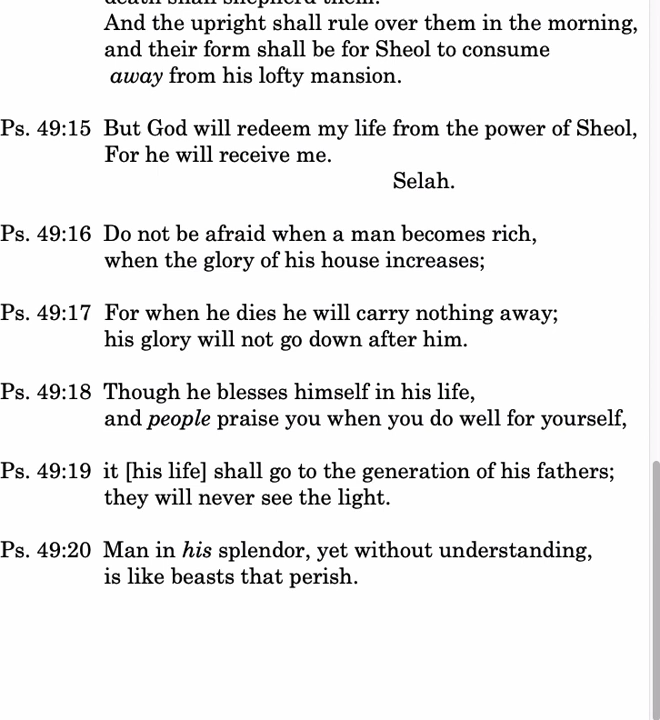 death shall shepherd them.
And the upright shall rule over them in the morning,
and their form shall be for Sheol to consume
away from his lofty mansion.
Ps. 49:15 But God will redeem my life from the power of Sheol,
For he will receive me.
Selah.
Ps. 49:16 Do not be afraid when a man becomes rich,
when the glory of his house increases;
Ps. 49:17 For when he dies he will carry nothing away;
his glory will not go down after him.
Ps. 49:18 Though he blesses himself in his life,
and people praise you when you do well for yourself,
Ps. 49:19 it [his life] shall go to the generation of his fathers;
they will never see the light.
Ps. 49:20 Man in his splendor, yet without understanding,
is like beasts that perish.